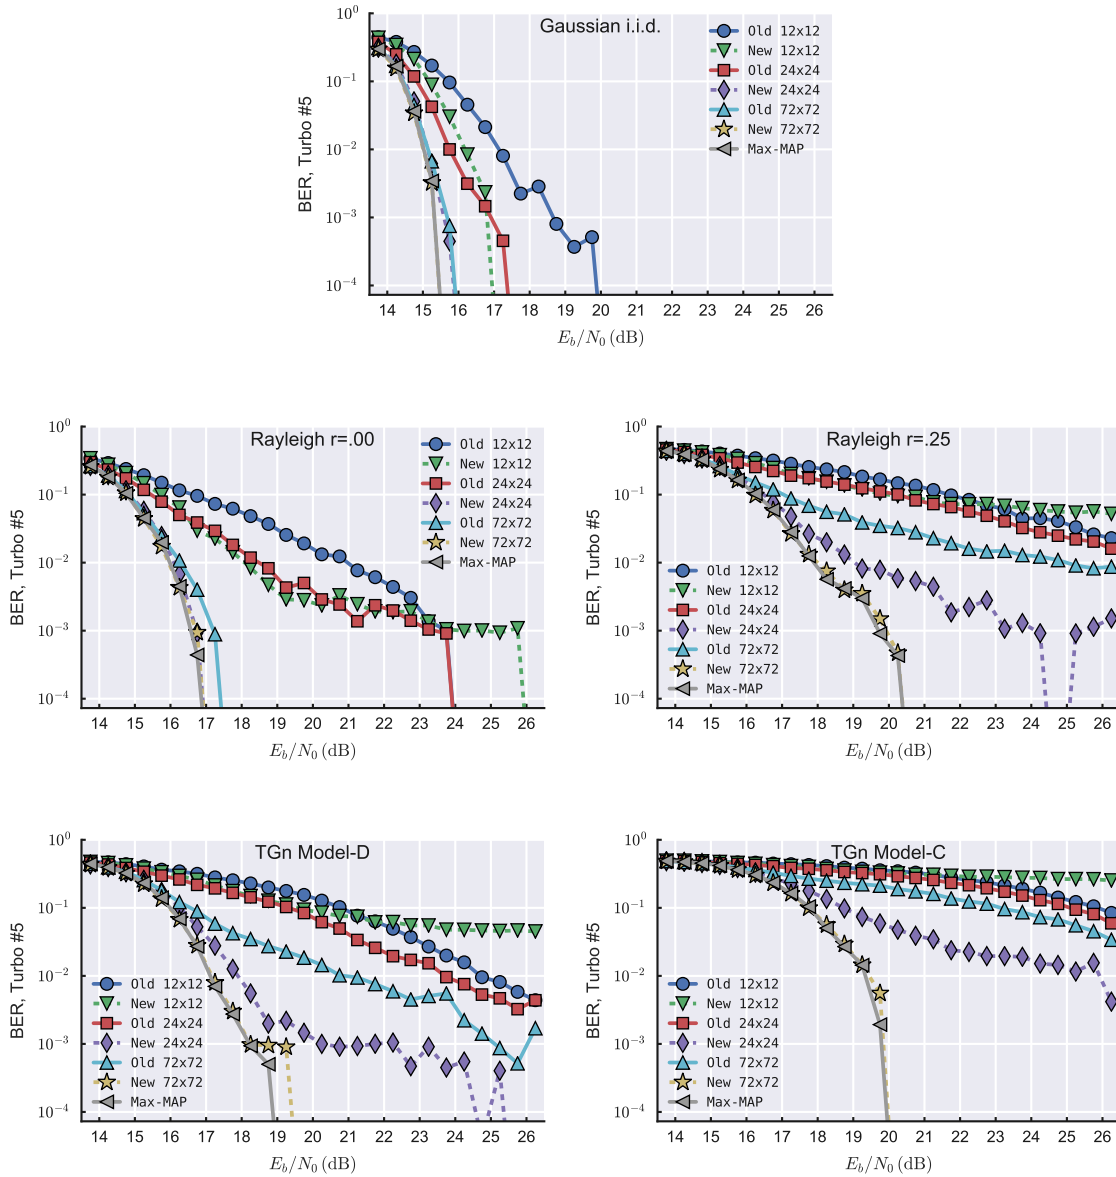 Gaussian i.i.d.
BER, Turbo #5
10^0
10^−1
10^−2
10^−3
10^−4
Old 12x12
New 12x12
Old 24x24
New 24x24
Old 72x72
New 72x72
Max-MAP
14 15 16 17 18 19 20 21 22 23 24 25 26
E_b/N_0 (dB)
Rayleigh r=.00
BER, Turbo #5
10^0
10^−1
10^−2
10^−3
10^−4
Old 12x12
New 12x12
Old 24x24
New 24x24
Old 72x72
New 72x72
Max-MAP
14 15 16 17 18 19 20 21 22 23 24 25 26
E_b/N_0 (dB)
Rayleigh r=.25
BER, Turbo #5
10^0
10^−1
10^−2
10^−3
10^−4
Old 12x12
New 12x12
Old 24x24
New 24x24
Old 72x72
New 72x72
Max-MAP
14 15 16 17 18 19 20 21 22 23 24 25 26
E_b/N_0 (dB)
TGn Model-D
BER, Turbo #5
10^0
10^−1
10^−2
10^−3
10^−4
Old 12x12
New 12x12
Old 24x24
New 24x24
Old 72x72
New 72x72
Max-MAP
14 15 16 17 18 19 20 21 22 23 24 25 26
E_b/N_0 (dB)
TGn Model-C
BER, Turbo #5
10^0
10^−1
10^−2
10^−3
10^−4
Old 12x12
New 12x12
Old 24x24
New 24x24
Old 72x72
New 72x72
Max-MAP
14 15 16 17 18 19 20 21 22 23 24 25 26
E_b/N_0 (dB)